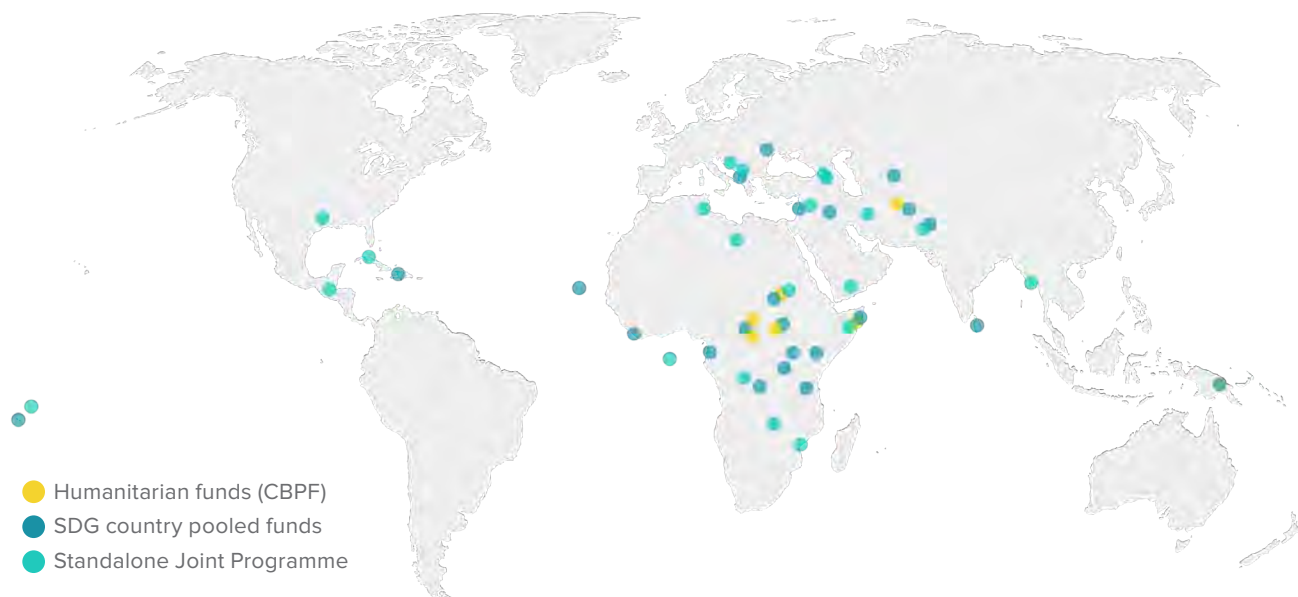 Humanitarian funds (CBPF)
SDG country pooled funds
Standalone Joint Programme